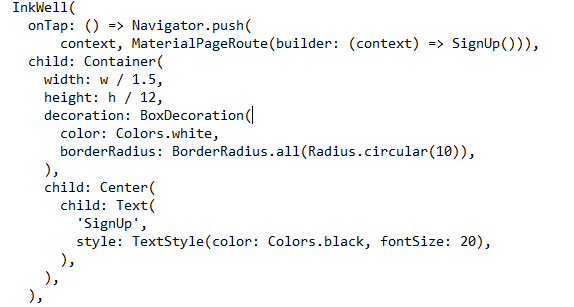 InkWell(
onTap: () => Navigator.push(
context, MaterialPageRoute(builder: (context) => SignUp())),
child: Container(
width: w / 1.5,
height: h / 12,
decoration: BoxDecoration(
color: Colors.white,
borderRadius: BorderRadius.all(Radius.circular(10)),
),
child: Center(
child: Text(
'SignUp',
style: TextStyle(color: Colors.black, fontSize: 20),
),
),
),